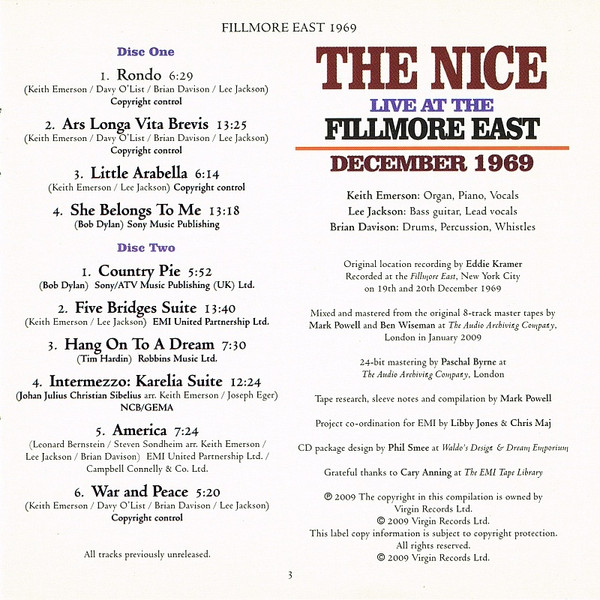 FILLMORE EAST 1969
Disc One
1. Rondo 6:29
(Keith Emerson / Davy O'List / Brian Davison / Lee Jackson)
Copyright control
2. Ars Longa Vita Brevis 13:25
(Keith Emerson / Davy O'List / Brian Davison / Lee Jackson)
Copyright control
3. Little Arabella 6:14
(Keith Emerson / Lee Jackson) Copyright control
4. She Belongs To Me 13:18
(Bob Dylan) Sony Music Publishing
Disc Two
1. Country Pie 5:52
(Bob Dylan) Sony/ATV Music Publishing (UK) Ltd.
2. Five Bridges Suite 13:40
(Keith Emerson / Lee Jackson) EMI United Partnership Ltd.
3. Hang On To A Dream 7:30
(Tim Hardin) Robbins Music Ltd.
4. Intermezzo: Karelia Suite 12:24
(Johan Julius Christian Sibelius arr. Keith Emerson / Joseph Eger)
NCB/GEMA
5. America 7:24
(Leonard Bernstein / Steven Sondheim arr. Keith Emerson /
Lee Jackson / Brian Davison) EMI United Partnership Ltd. /
Campbell Connelly & Co. Ltd.
6. War and Peace 5:20
(Keith Emerson / Davy O'List / Brian Davison / Lee Jackson)
Copyright control
All tracks previously unreleased.
THE NICE
LIVE AT THE
FILLMORE EAST
DECEMBER 1969
Keith Emerson: Organ, Piano, Vocals
Lee Jackson: Bass guitar, Lead vocals
Brian Davison: Drums, Percussion, Whistles
Original location recording by Eddie Kramer
Recorded at the Fillmore East, New York City
on 19th and 20th December 1969
Mixed and mastered from the original 8-track master tapes by
Mark Powell and Ben Wiseman at The Audio Archiving Company,
London in January 2009
24-bit mastering by Paschal Byrne at
The Audio Archiving Company, London
Tape research, sleeve notes and compilation by Mark Powell
Project co-ordination for EMI by Libby Jones & Chris Maj
CD package design by Phil Smee at Waldo's Design & Dream Emporium
Grateful thanks to Cary Anning at The EMI Tape Library
℗ 2009 The copyright in this compilation is owned by
Virgin Records Ltd.
© 2009 Virgin Records Ltd.
This label copy information is subject to copyright protection.
All rights reserved.
© 2009 Virgin Records Ltd.
3